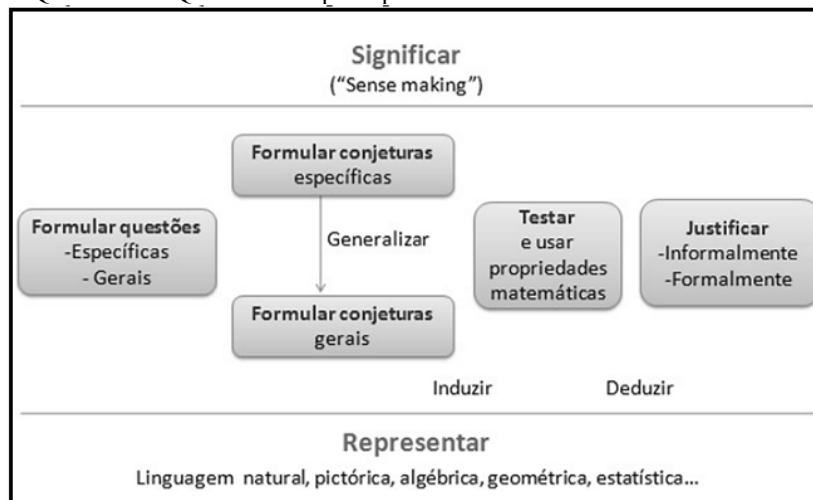 Significar
(“Sense making”)
Formular questões
-Específicas
- Gerais
Formular conjeturas
específicas
Generalizar
Formular conjeturas
gerais
Testar
e usar
propriedades
matemáticas
Justificar
-Informalmente
-Formalmente
Induzir
Deduzir
Representar
Linguagem natural, pictórica, algébrica, geométrica, estatística...